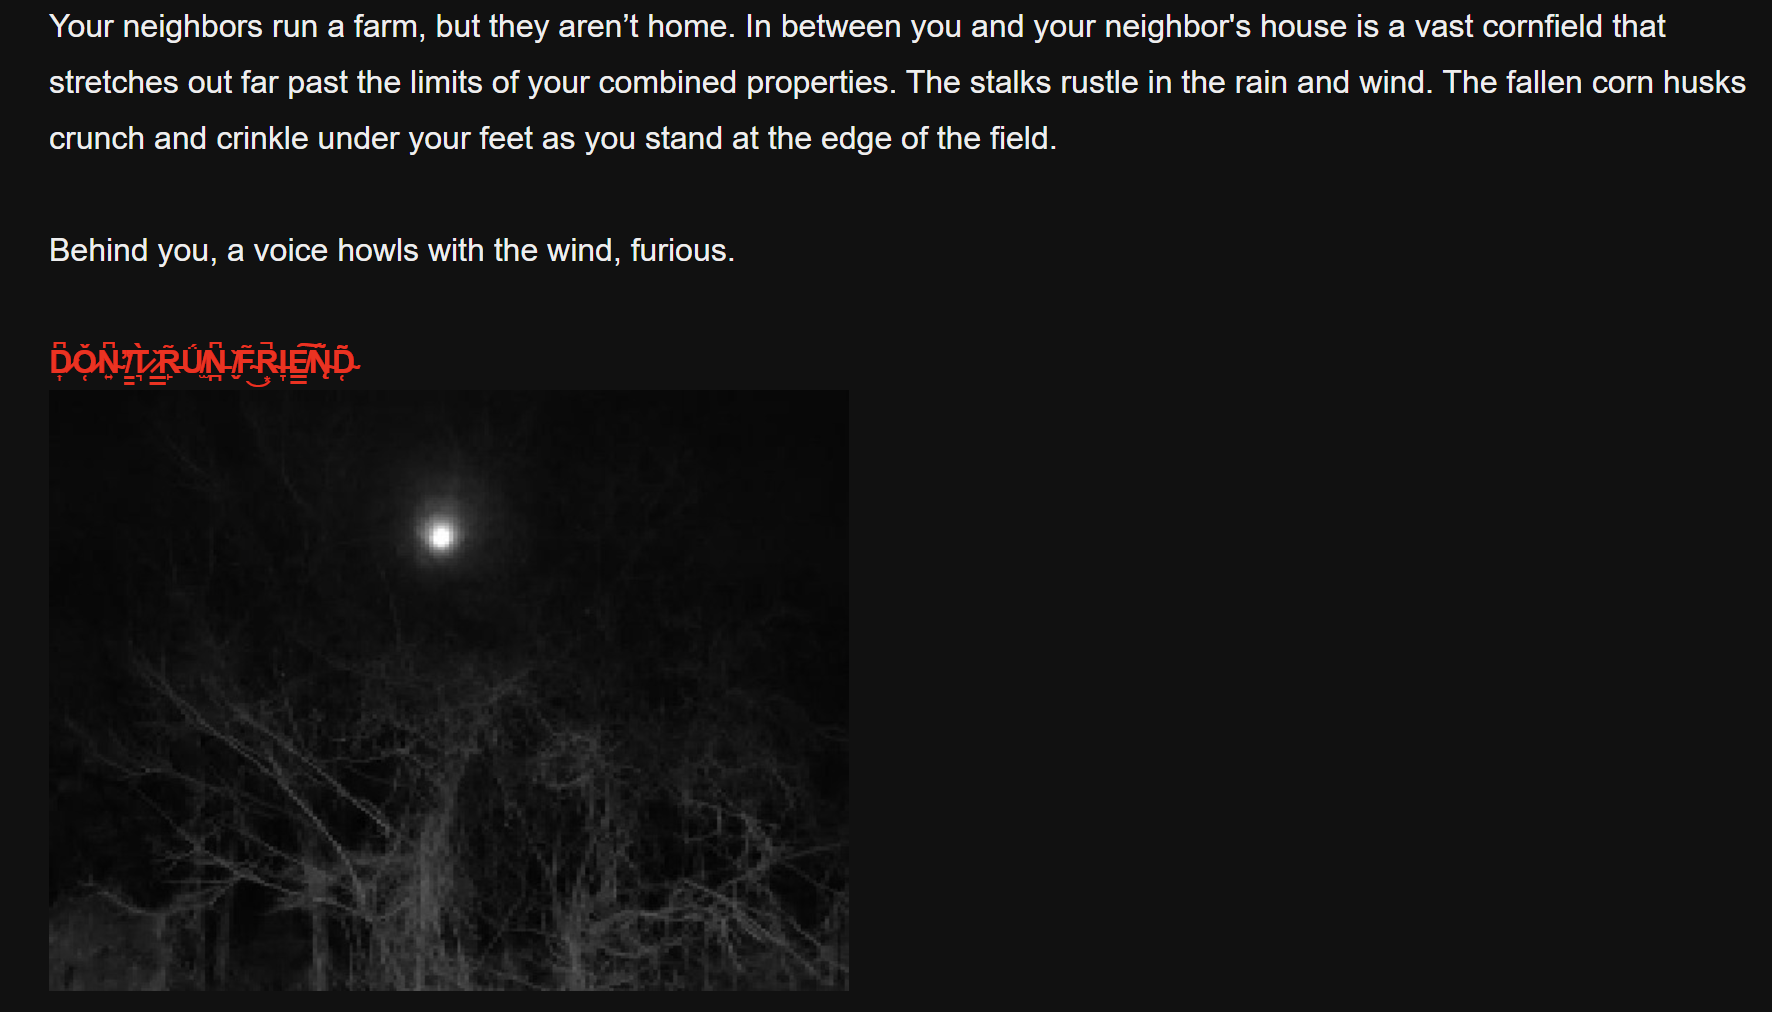 Your neighbors run a farm, but they aren’t home. In between you and your neighbor's house is a vast cornfield that
stretches out far past the limits of your combined properties. The stalks rustle in the rain and wind. The fallen corn husks
crunch and crinkle under your feet as you stand at the edge of the field.
Behind you, a voice howls with the wind, furious.
DON'T RUN FRIEND